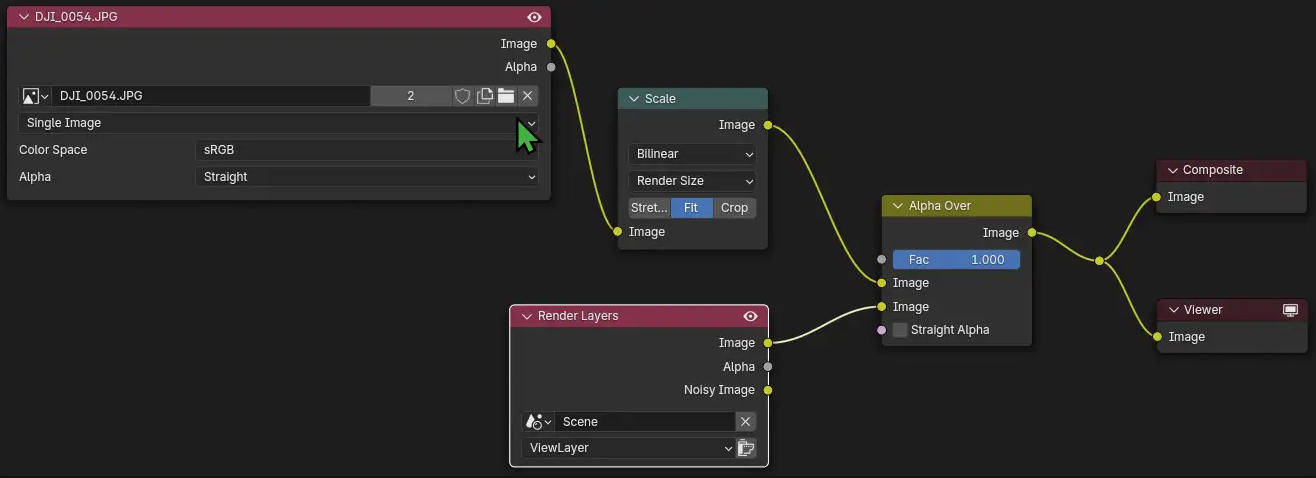 DJI_0054.JPG
Image
Alpha
DJI_0054.JPG 2
Single Image
Color Space sRGB
Alpha Straight
Scale
Image
Bilinear
Render Size
Stret... Fit Crop
Image
Render Layers
Image
Alpha
Noisy Image
Scene
ViewLayer
Alpha Over
Image
Fac 1.000
Image
Image
Straight Alpha
Composite
Image
Viewer
Image